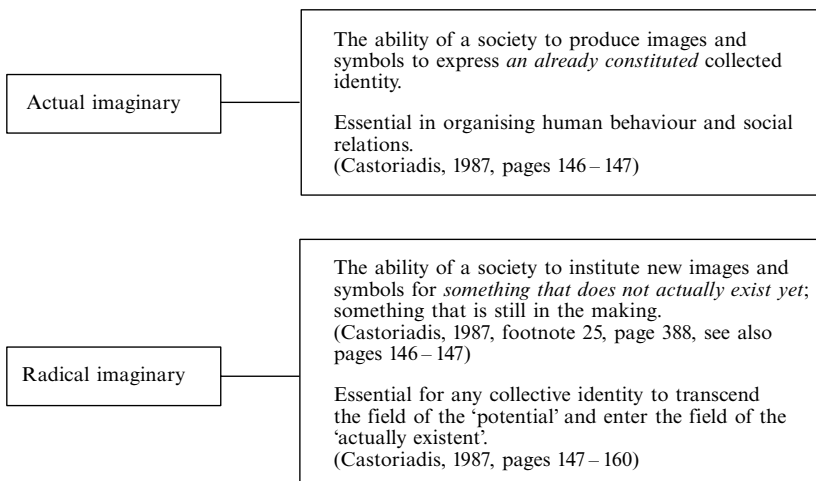 Actual imaginary
The ability of a society to produce images and
symbols to express an already constituted collected
identity.
Essential in organising human behaviour and social
relations.
(Castoriadis, 1987, pages 146–147)
Radical imaginary
The ability of a society to institute new images and
symbols for something that does not actually exist yet;
something that is still in the making.
(Castoriadis, 1987, footnote 25, page 388, see also
pages 146–147)
Essential for any collective identity to transcend
the field of the ‘potential’ and enter the field of the
‘actually existent’.
(Castoriadis, 1987, pages 147–160)